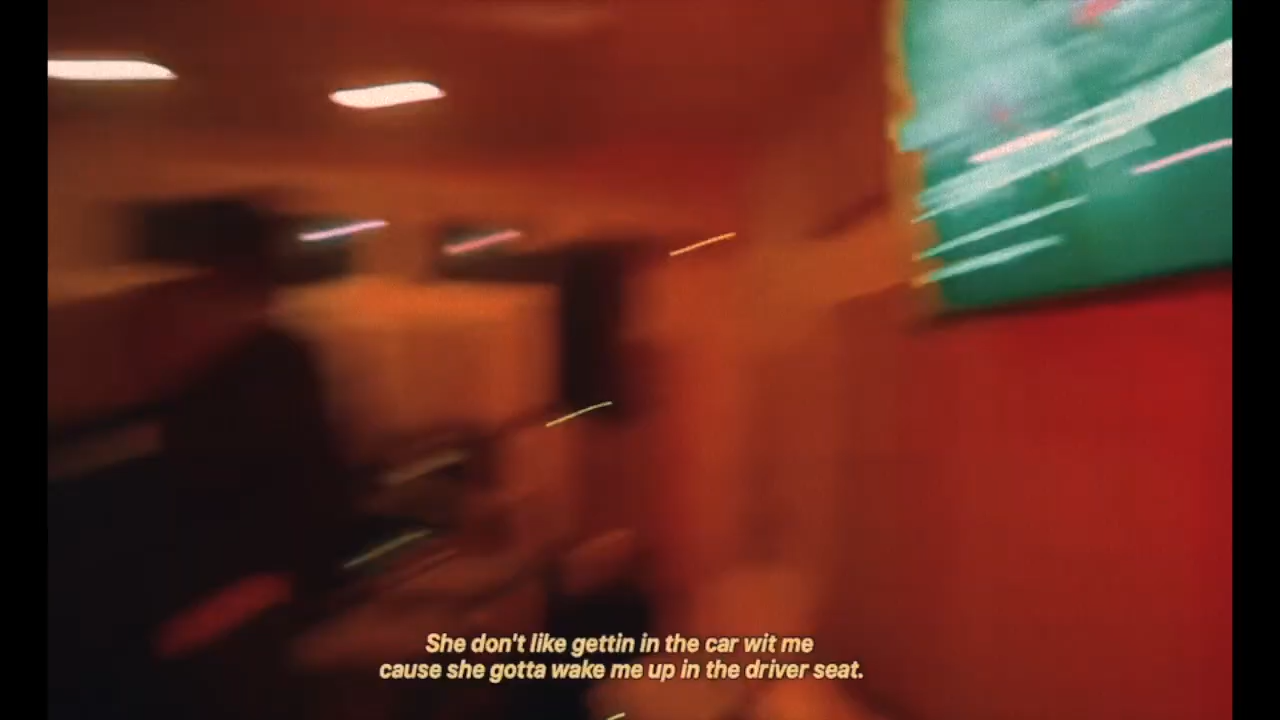 She don't like gettin in the car wit me
cause she gotta wake me up in the driver seat.